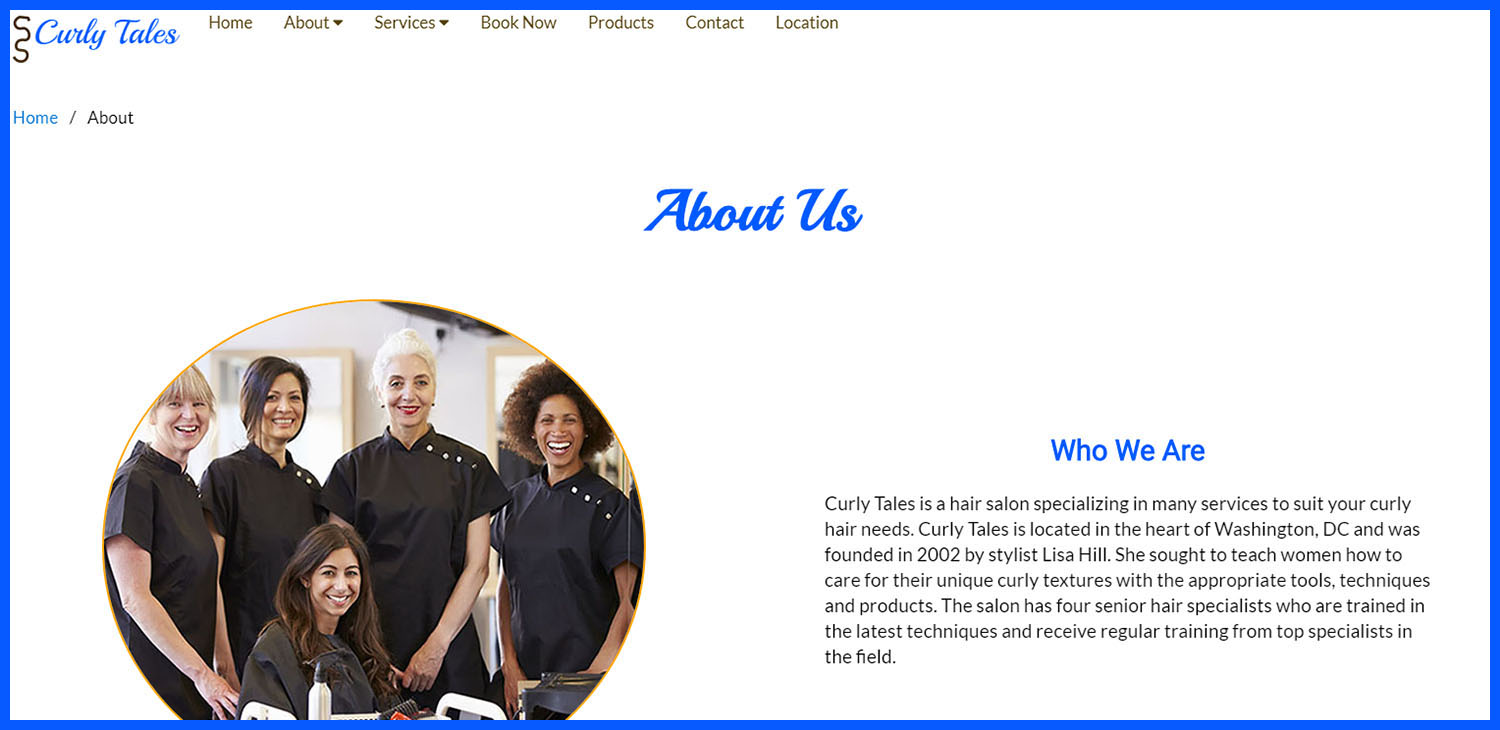 Curly Tales
Home About Services Book Now Products Contact Location
Home / About
About Us
Who We Are
Curly Tales is a hair salon specializing in many services to suit your curly
hair needs. Curly Tales is located in the heart of Washington, DC and was
founded in 2002 by stylist Lisa Hill. She sought to teach women how to
care for their unique curly textures with the appropriate tools, techniques
and products. The salon has four senior hair specialists who are trained in
the latest techniques and receive regular training from top specialists in
the field.